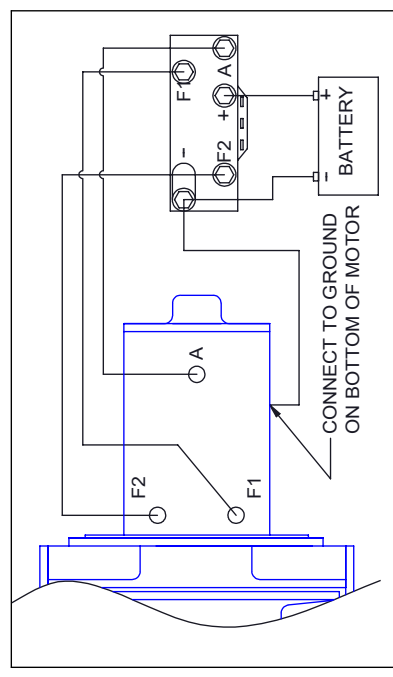 F1
A
-
+
F2
+
-
BATTERY
A
F2
F1
CONNECT TO GROUND
ON BOTTOM OF MOTOR